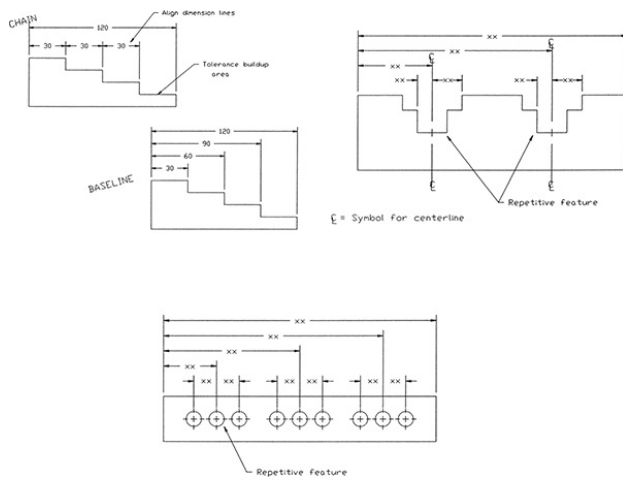 CHAIN
Align dimension lines
120
30 30 30
Tolerance buildup
area
BASELINE
120
90
60
30
xx
xx
xx
℄ ℄
xx xx xx xx
℄ ℄
Repetitive feature
℄ = Symbol for centerline
xx
xx
xx
xx
xx xx xx xx xx xx
Repetitive feature